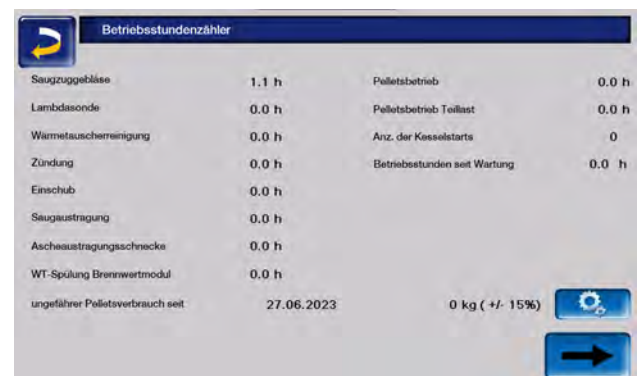 Betriebsstundenzähler
Saugzuggebläse 1.1 h Pelletsbetrieb 0.0 h
Lambdasonde 0.0 h Pelletsbetrieb Teillast 0.0 h
Wärmetauscherreinigung 0.0 h Anz. der Kesselstarts 0
Zündung 0.0 h Betriebsstunden seit Wartung 0.0 h
Einschub 0.0 h
Saugaustragung 0.0 h
Ascheaustragungsschnecke 0.0 h
WT-Spülung Brennwertmodul 0.0 h
ungefährer Pelletsverbrauch seit 27.06.2023 0 kg ( +/- 15%)